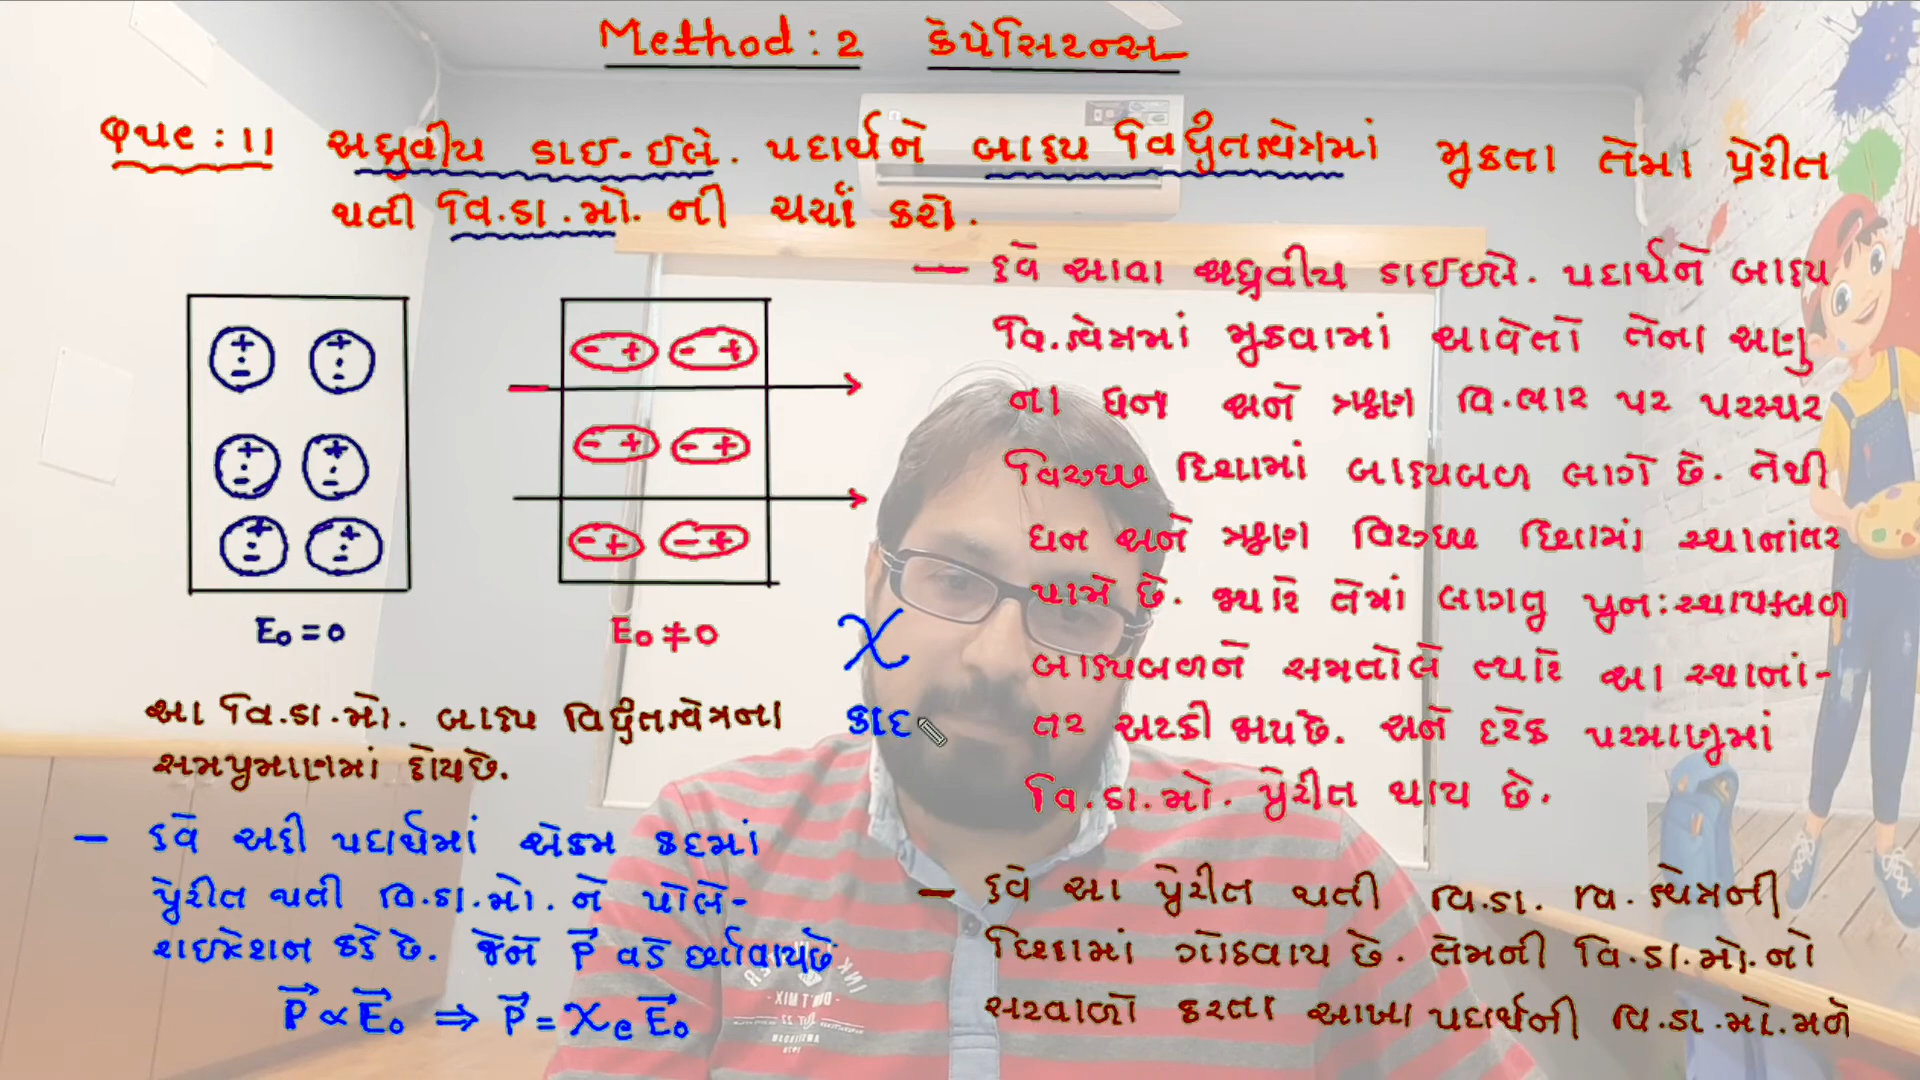 Method : 2 કેપેસિટન્સ
પ્રશ્ન : 11 અધ્રુવીય ડાઇ-ઇલે. પદાર્થને બાહ્ય વિદ્યુતક્ષેત્રમાં મુકતા તેમા પ્રેરીત
થતી વિ.ડા.મો. ની ચર્ચા કરો.
E₀ = 0
E₀ ≠ 0
— હવે આવા અધ્રુવીય ડાઈઈલે. પદાર્થને બાહ્ય
વિ.ક્ષેત્રમાં મુકવામાં આવેતો તેના અણુ
ના ધન અને ઋણ વિ.ભાર પર પરસ્પર
વિરુધ્ધ દિશામાં બાહ્યબળ લાગે છે. તેથી
ધન અને ઋણ વિરુધ્ધ દિશામાં સ્થાનાંતર
પામે છે. જ્યારે તેમાં લાગતુ પુન:સ્થાપકબળ
બાહ્યબળને સમતોલે ત્યારે આ સ્થાનાં-
તર અટકી જાયછે. અને દરેક પરમાણુમાં
વિ.ડા.મો. પ્રેરીત થાય છે.
— હવે આ પ્રેરીત થતી વિ.ડા. વિ. ક્ષેત્રની
દિશામાં ગોઠવાય છે. તેમની વિ.ડા.મો.નો
સરવાળો કરતા આખા પદાર્થની વિ.ડા.મો.મળે
આ વિ.ડા.મો. બાહ્ય વિદ્યુતક્ષેત્રના
સમપ્રમાણમાં હોયછે.
χ
કાઇ
— હવે અહી પદાર્થમાં એકમ કદમાં
પ્રેરીત થતી વિ.ડા.મો. ને પોલે-
રાઇઝેશન કહે છે. જેને P⃗ વડે દર્શાવાયછે
P⃗ ∝ E⃗₀ ⇒ P⃗ = χₑ E⃗₀